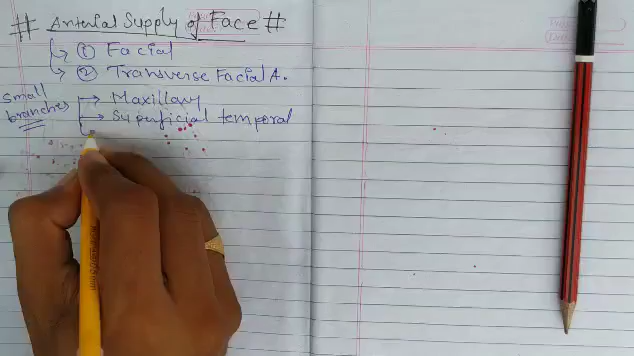 # Arterial Supply of Face #
① Facial
② Transverse Facial A.
Small branches
→ Maxillary
→ Superficial temporal